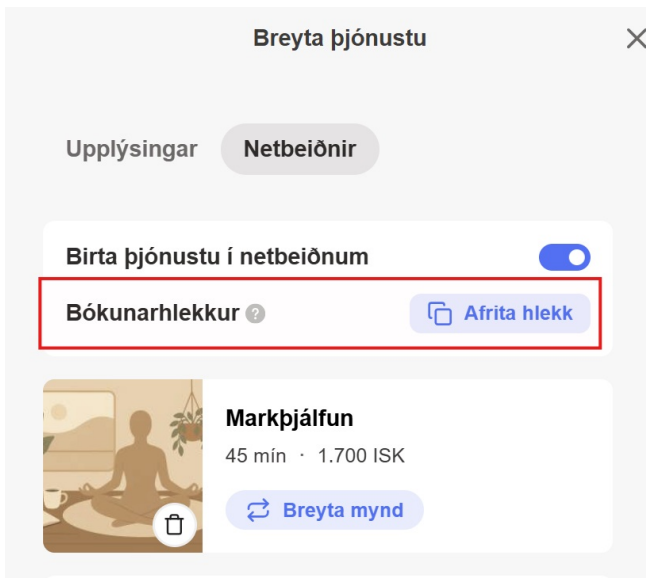 Breyta þjónustu
Upplýsingar Netbeiðnir
Birta þjónustu í netbeiðnum
Bókunarhlekkur ? Afrita hlekk
Markþjálfun
45 mín · 1.700 ISK
Breyta mynd